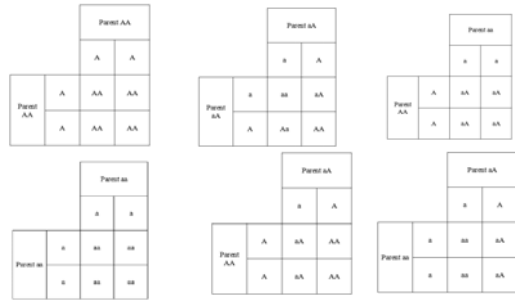 Parent AA
A A
Parent AA A AA AA
A AA AA
Parent aA
a A
Parent aA a aa aA
A Aa AA
Parent aa
a a
Parent AA A aA aA
A aA aA
Parent aa
a a
Parent aa a aa aa
a aa aa
Parent aA
a A
Parent AA A aA AA
A aA AA
Parent aA
a A
Parent aa a aa aA
a aa aA